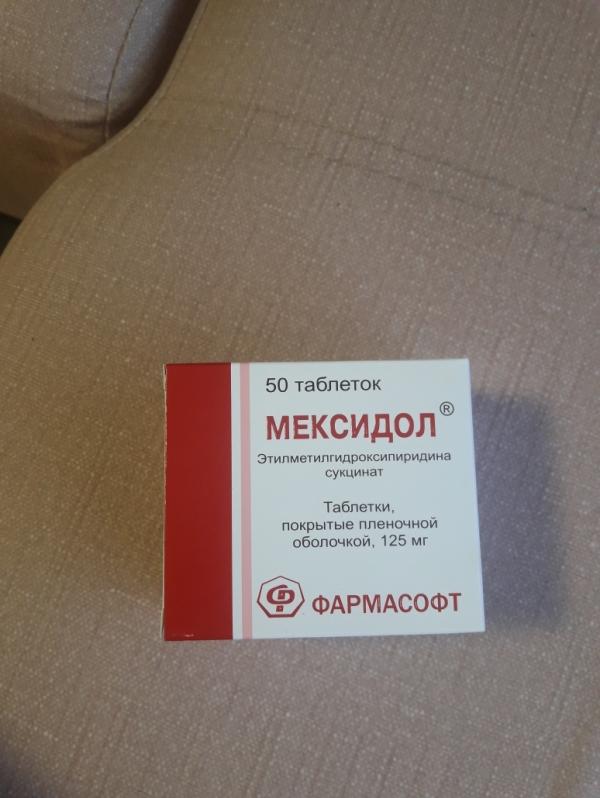 50 таблеток
МЕКСИДОЛ®
Этилметилгидроксипиридина
сукцинат
Таблетки,
покрытые пленочной
оболочкой, 125 мг
ФАРМАСОФТ